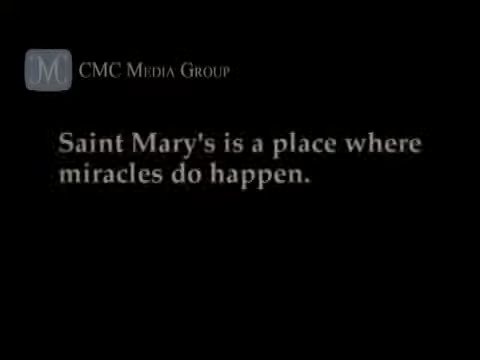 CMC MEDIA GROUP
Saint Mary's is a place where
miracles do happen.